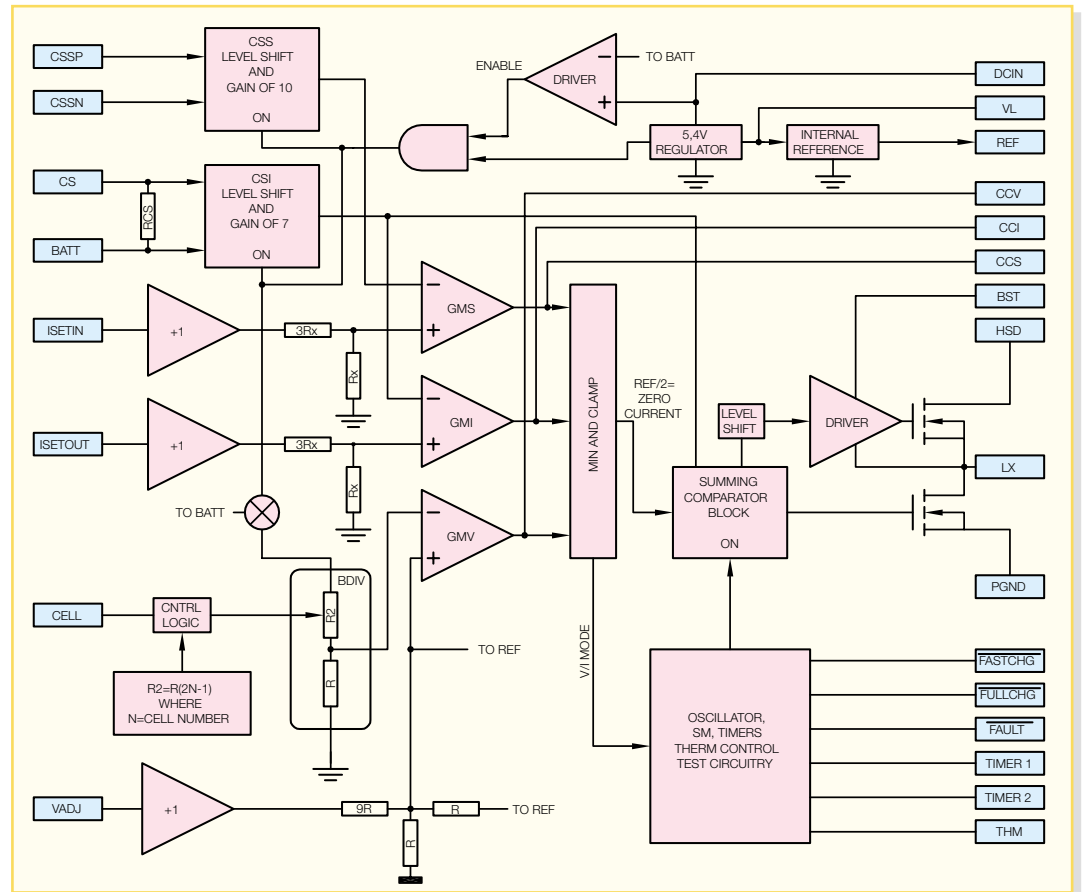 CSSP
CSSN
CSS
LEVEL SHIFT
AND
GAIN OF 10
ON
ENABLE
DRIVER
TO BATT
DCIN
VL
REF
5,4V
REGULATOR
INTERNAL
REFERENCE
CS
RCS
BATT
CSI
LEVEL SHIFT
AND
GAIN OF 7
ON
CCV
CCI
CCS
BST
HSD
ISETIN
+1
3Rx
Rx
GMS
ISETOUT
+1
3Rx
Rx
GMI
MIN AND CLAMP
REF/2=
ZERO
CURRENT
LEVEL
SHIFT
DRIVER
LX
TO BATT
GMV
SUMMING
COMPARATOR
BLOCK
ON
PGND
BDIV
CELL
CNTRL
LOGIC
R2
R
TO REF
V/I MODE
R2=R(2N-1)
WHERE
N=CELL NUMBER
OSCILLATOR,
SM, TIMERS
THERM CONTROL
TEST CIRCUITRY
FASTCHG
FULLCHG
FAULT
TIMER 1
TIMER 2
THM
VADJ
+1
9R
R
TO REF
R